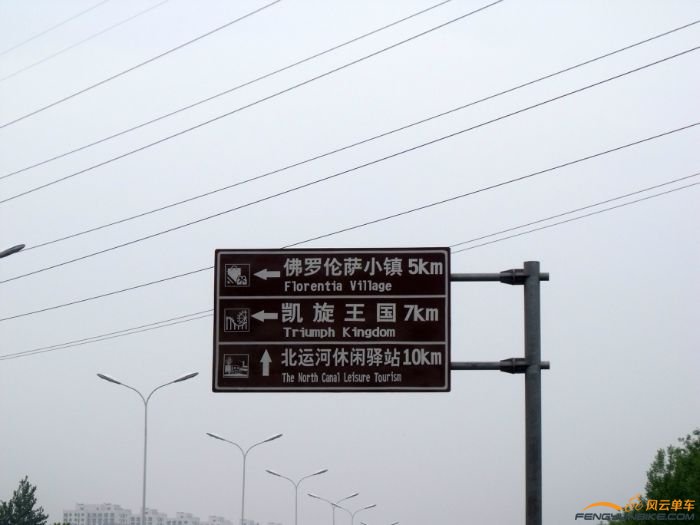 佛罗伦萨小镇 5km
Florentia Village
凯旋王国 7km
Triumph Kingdom
北运河休闲驿站 10km
The North Canal Leisure Tourism
风云单车
FENGYUNBIKE.COM